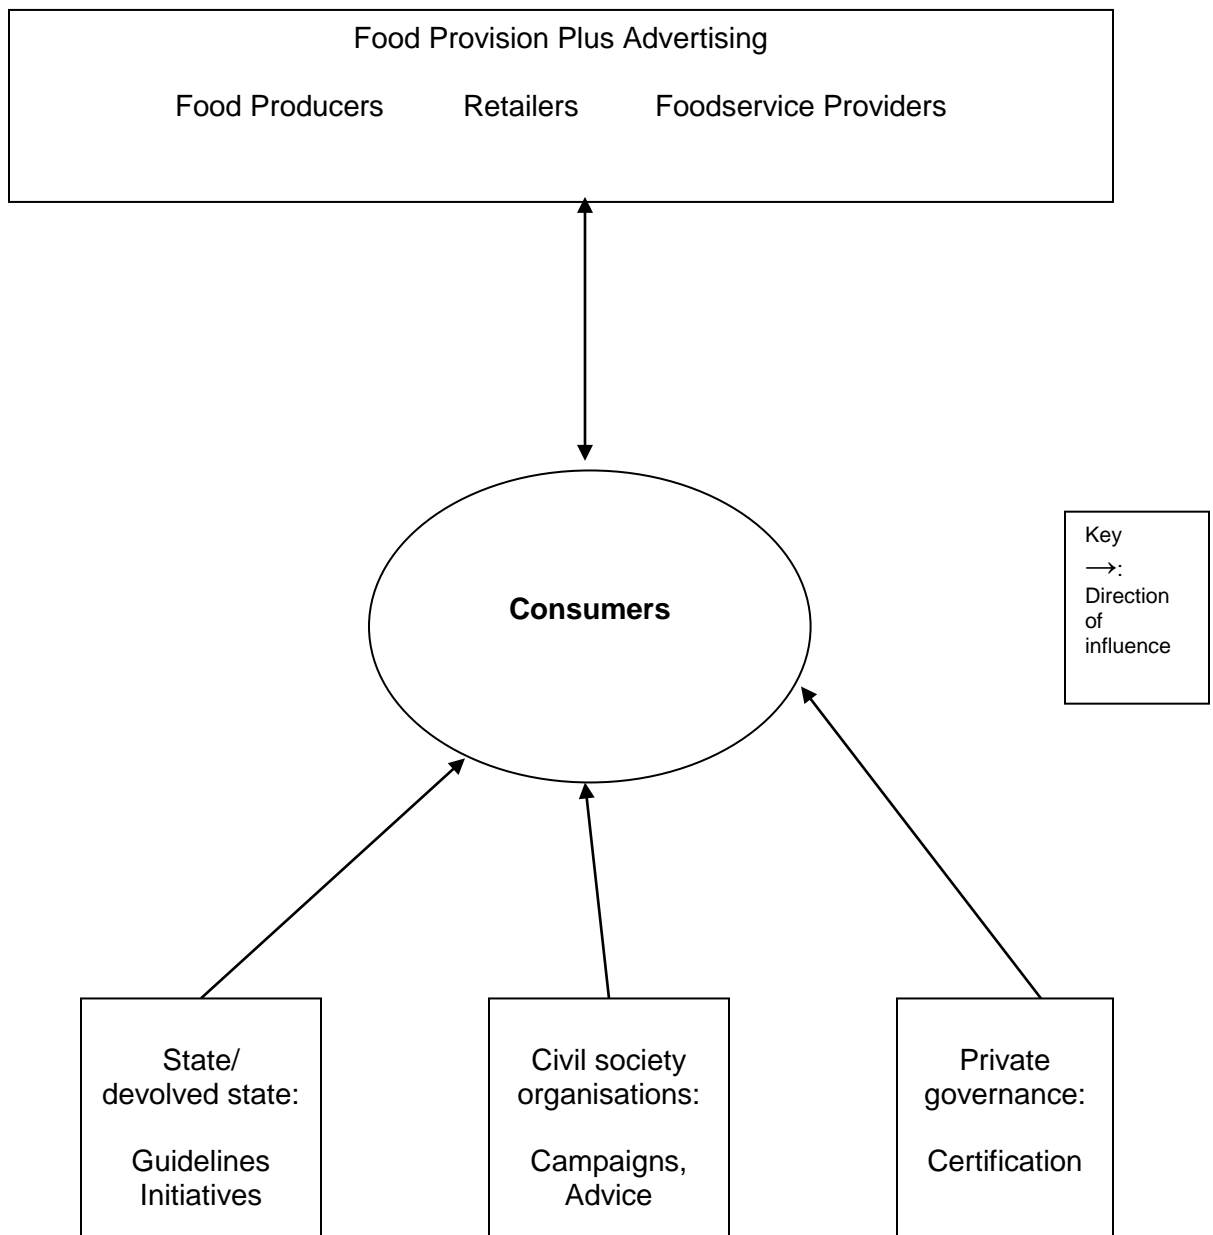 Food Provision Plus Advertising
Food Producers Retailers Foodservice Providers
Consumers
Key
→:
Direction
of
influence
State/
devolved state:
Guidelines
Initiatives
Civil society
organisations:
Campaigns,
Advice
Private
governance:
Certification